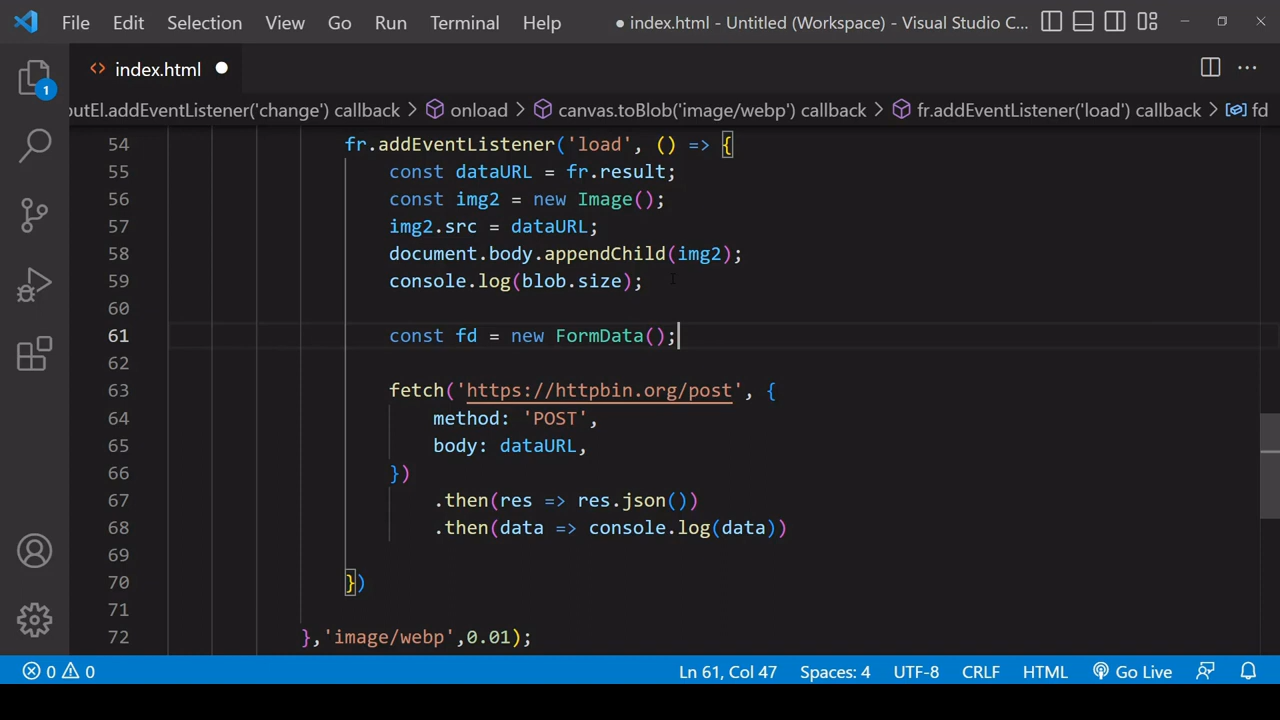 File Edit Selection View Go Run Terminal Help ● index.html - Untitled (Workspace) - Visual Studio C...
1
<> index.html
outEl.addEventListener('change') callback > onload > canvas.toBlob('image/webp') callback > fr.addEventListener('load') callback > fd
54 fr.addEventListener('load', () => {
55 const dataURL = fr.result;
56 const img2 = new Image();
57 img2.src = dataURL;
58 document.body.appendChild(img2);
59 console.log(blob.size);
60
61 const fd = new FormData();
62
63 fetch('https://httpbin.org/post', {
64 method: 'POST',
65 body: dataURL,
66 })
67 .then(res => res.json())
68 .then(data => console.log(data))
69
70 })
71
72 },'image/webp',0.01);
0 0 Ln 61, Col 47 Spaces: 4 UTF-8 CRLF HTML Go Live